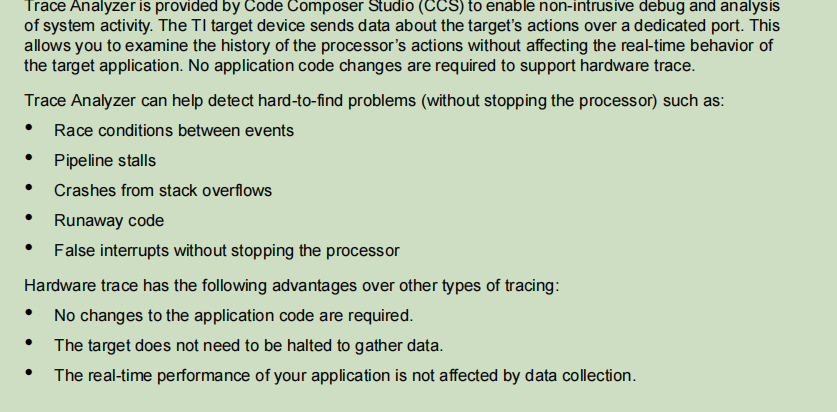 Trace Analyzer is provided by Code Composer Studio (CCS) to enable non-intrusive debug and analysis
of system activity. The TI target device sends data about the target's actions over a dedicated port. This
allows you to examine the history of the processor's actions without affecting the real-time behavior of
the target application. No application code changes are required to support hardware trace.
Trace Analyzer can help detect hard-to-find problems (without stopping the processor) such as:
• Race conditions between events
• Pipeline stalls
• Crashes from stack overflows
• Runaway code
• False interrupts without stopping the processor
Hardware trace has the following advantages over other types of tracing:
• No changes to the application code are required.
• The target does not need to be halted to gather data.
• The real-time performance of your application is not affected by data collection.